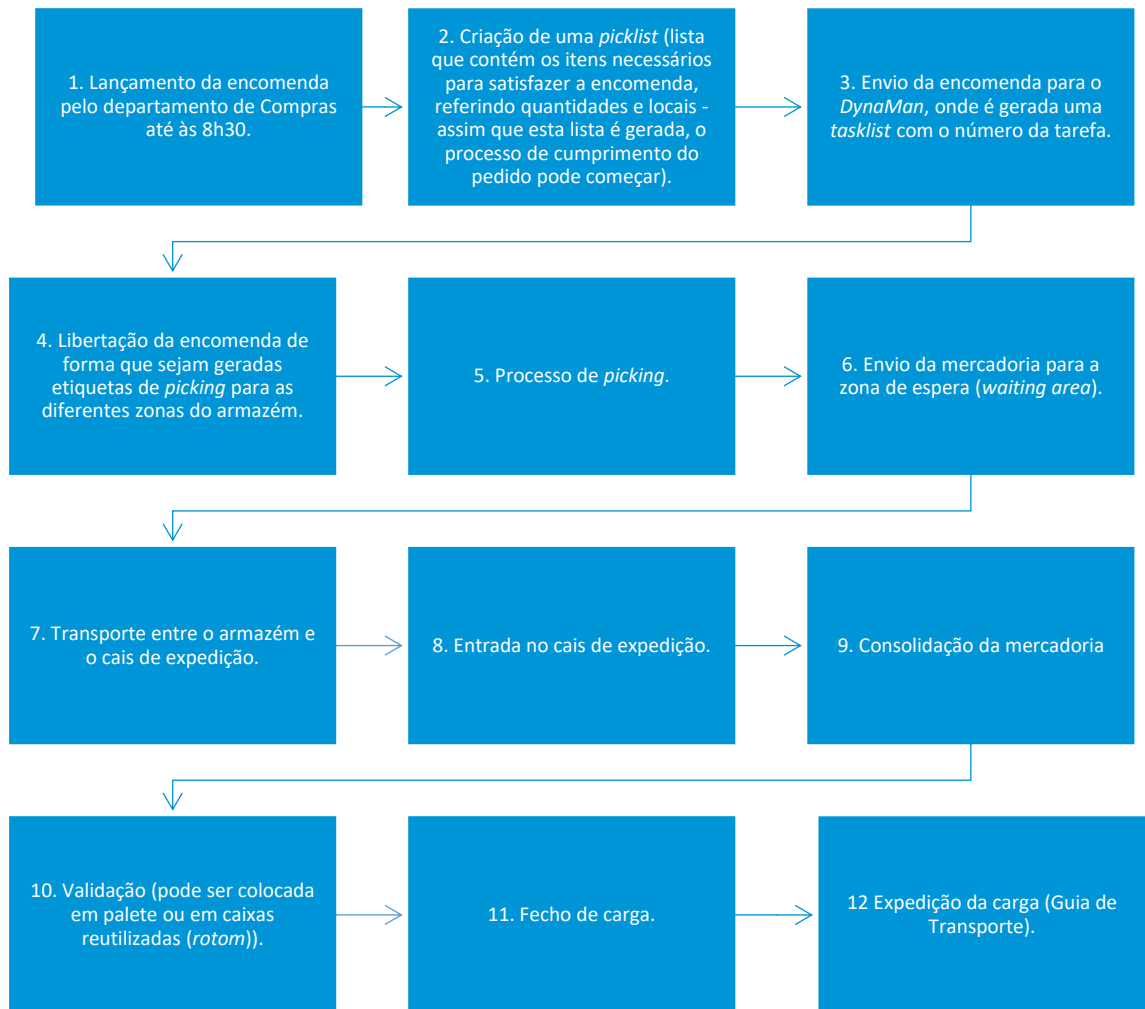 1. Lançamento da encomenda
pelo departamento de Compras
até às 8h30.
2. Criação de uma picklist (lista
que contém os itens necessários
para satisfazer a encomenda,
referindo quantidades e locais -
assim que esta lista é gerada, o
processo de cumprimento do
pedido pode começar).
3. Envio da encomenda para o
DynaMan, onde é gerada uma
tasklist com o número da tarefa.
4. Libertação da encomenda de
forma que sejam geradas
etiquetas de picking para as
diferentes zonas do armazém.
5. Processo de picking.
6. Envio da mercadoria para a
zona de espera (waiting area).
7. Transporte entre o armazém e
o cais de expedição.
8. Entrada no cais de expedição.
9. Consolidação da mercadoria
10. Validação (pode ser colocada
em palete ou em caixas
reutilizadas (rotom)).
11. Fecho de carga.
12 Expedição da carga (Guia de
Transporte).